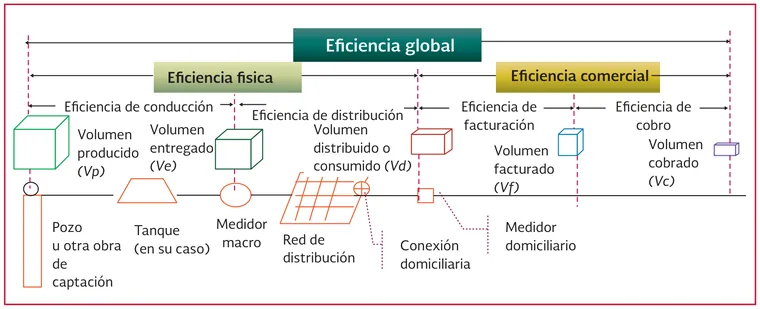 Eficiencia global
Eficiencia fisica
Eficiencia comercial
Eficiencia de conducción
Eficiencia de distribución
Eficiencia de
facturación
Eficiencia de
cobro
Volumen
producido
(Vp)
Volumen
entregado
(Ve)
Volumen
distribuido o
consumido (Vd)
Volumen
facturado
(Vf)
Volumen
cobrado
(Vc)
Pozo
u otra obra
de
captación
Tanque
(en su caso)
Medidor
macro
Red de
distribución
Conexión
domiciliaria
Medidor
domiciliario